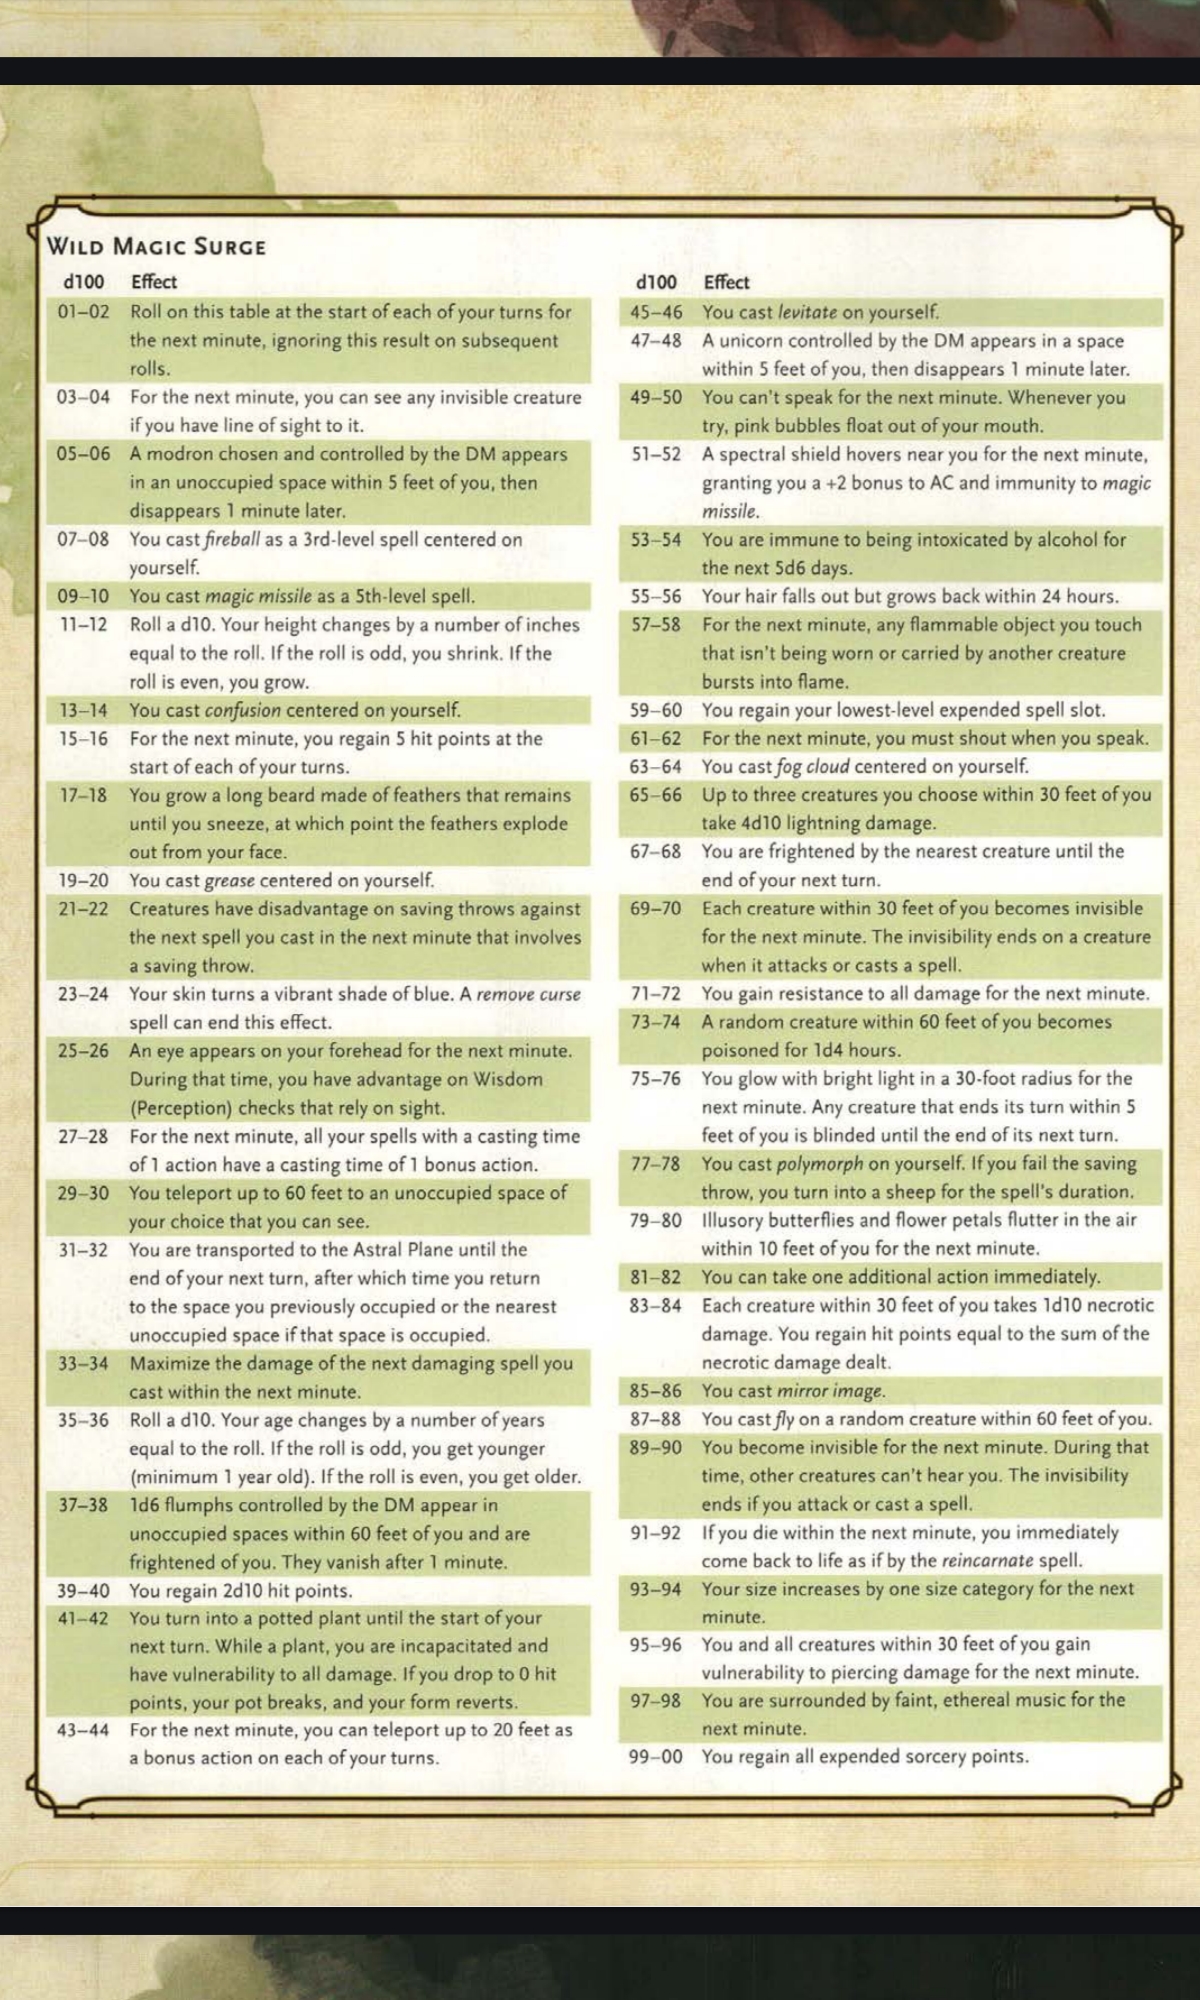 WILD MAGIC SURGE
d100 Effect
01–02 Roll on this table at the start of each of your turns for
the next minute, ignoring this result on subsequent
rolls.
03–04 For the next minute, you can see any invisible creature
if you have line of sight to it.
05–06 A modron chosen and controlled by the DM appears
in an unoccupied space within 5 feet of you, then
disappears 1 minute later.
07–08 You cast fireball as a 3rd-level spell centered on
yourself.
09–10 You cast magic missile as a 5th-level spell.
11–12 Roll a d10. Your height changes by a number of inches
equal to the roll. If the roll is odd, you shrink. If the
roll is even, you grow.
13–14 You cast confusion centered on yourself.
15–16 For the next minute, you regain 5 hit points at the
start of each of your turns.
17–18 You grow a long beard made of feathers that remains
until you sneeze, at which point the feathers explode
out from your face.
19–20 You cast grease centered on yourself.
21–22 Creatures have disadvantage on saving throws against
the next spell you cast in the next minute that involves
a saving throw.
23–24 Your skin turns a vibrant shade of blue. A remove curse
spell can end this effect.
25–26 An eye appears on your forehead for the next minute.
During that time, you have advantage on Wisdom
(Perception) checks that rely on sight.
27–28 For the next minute, all your spells with a casting time
of 1 action have a casting time of 1 bonus action.
29–30 You teleport up to 60 feet to an unoccupied space of
your choice that you can see.
31–32 You are transported to the Astral Plane until the
end of your next turn, after which time you return
to the space you previously occupied or the nearest
unoccupied space if that space is occupied.
33–34 Maximize the damage of the next damaging spell you
cast within the next minute.
35–36 Roll a d10. Your age changes by a number of years
equal to the roll. If the roll is odd, you get younger
(minimum 1 year old). If the roll is even, you get older.
37–38 1d6 flumphs controlled by the DM appear in
unoccupied spaces within 60 feet of you and are
frightened of you. They vanish after 1 minute.
39–40 You regain 2d10 hit points.
41–42 You turn into a potted plant until the start of your
next turn. While a plant, you are incapacitated and
have vulnerability to all damage. If you drop to 0 hit
points, your pot breaks, and your form reverts.
43–44 For the next minute, you can teleport up to 20 feet as
a bonus action on each of your turns.
d100 Effect
45–46 You cast levitate on yourself.
47–48 A unicorn controlled by the DM appears in a space
within 5 feet of you, then disappears 1 minute later.
49–50 You can't speak for the next minute. Whenever you
try, pink bubbles float out of your mouth.
51–52 A spectral shield hovers near you for the next minute,
granting you a +2 bonus to AC and immunity to magic
missile.
53–54 You are immune to being intoxicated by alcohol for
the next 5d6 days.
55–56 Your hair falls out but grows back within 24 hours.
57–58 For the next minute, any flammable object you touch
that isn't being worn or carried by another creature
bursts into flame.
59–60 You regain your lowest-level expended spell slot.
61–62 For the next minute, you must shout when you speak.
63–64 You cast fog cloud centered on yourself.
65–66 Up to three creatures you choose within 30 feet of you
take 4d10 lightning damage.
67–68 You are frightened by the nearest creature until the
end of your next turn.
69–70 Each creature within 30 feet of you becomes invisible
for the next minute. The invisibility ends on a creature
when it attacks or casts a spell.
71–72 You gain resistance to all damage for the next minute.
73–74 A random creature within 60 feet of you becomes
poisoned for 1d4 hours.
75–76 You glow with bright light in a 30-foot radius for the
next minute. Any creature that ends its turn within 5
feet of you is blinded until the end of its next turn.
77–78 You cast polymorph on yourself. If you fail the saving
throw, you turn into a sheep for the spell's duration.
79–80 Illusory butterflies and flower petals flutter in the air
within 10 feet of you for the next minute.
81–82 You can take one additional action immediately.
83–84 Each creature within 30 feet of you takes 1d10 necrotic
damage. You regain hit points equal to the sum of the
necrotic damage dealt.
85–86 You cast mirror image.
87–88 You cast fly on a random creature within 60 feet of you.
89–90 You become invisible for the next minute. During that
time, other creatures can't hear you. The invisibility
ends if you attack or cast a spell.
91–92 If you die within the next minute, you immediately
come back to life as if by the reincarnate spell.
93–94 Your size increases by one size category for the next
minute.
95–96 You and all creatures within 30 feet of you gain
vulnerability to piercing damage for the next minute.
97–98 You are surrounded by faint, ethereal music for the
next minute.
99–00 You regain all expended sorcery points.